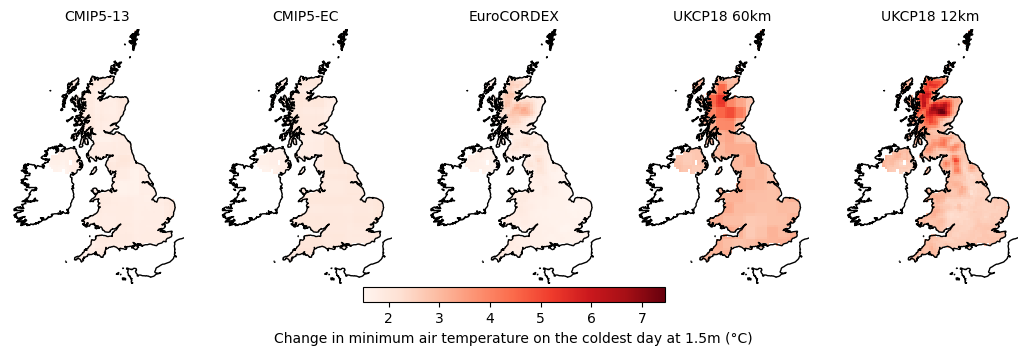 CMIP5-13 CMIP5-EC EuroCORDEX UKCP18 60km UKCP18 12km
2 3 4 5 6 7
Change in minimum air temperature on the coldest day at 1.5m (°C)